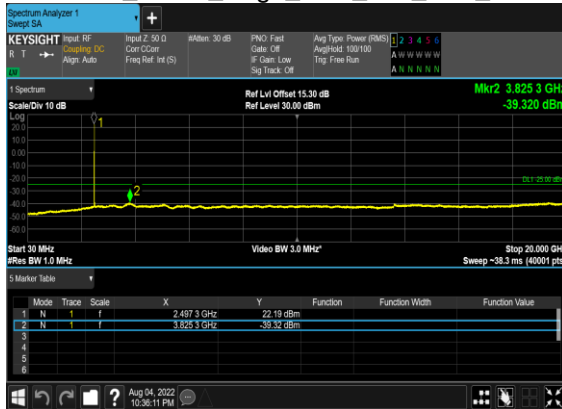 Spectrum Analyzer 1
Swept SA
+
KEYSIGHT Input: RF Input Z: 50 Ω #Atten: 30 dB PNO: Fast Avg Type: Power (RMS) 1 2 3 4 5 6
R T Coupling: DC Corr CCorr Gate: Off Avg|Hold: 100/100 A W W W W W
Align: Auto Freq Ref: Int (S) IF Gain: Low Trig: Free Run
Sig Track: Off A N N N N N
1 Spectrum Ref Lvl Offset 15.30 dB Mkr2 3.825 3 GHz
Scale/Div 10 dB Ref Level 30.00 dBm -39.320 dBm
Log
20.0
10.0
0.00
-10.0
-20.0
-30.0
-40.0
-50.0
-60.0
1
2
DL1 -25.00 dBm
Start 30 MHz Video BW 3.0 MHz* Stop 20.000 GH
#Res BW 1.0 MHz Sweep ~38.3 ms (40001 pts
5 Marker Table
Mode Trace Scale X Y Function Function Width Function Value
1 N 1 f 2.497 3 GHz 22.19 dBm
2 N 1 f 3.825 3 GHz -39.32 dBm
3
4
5
6
? Aug 04, 2022
10:36:11 PM